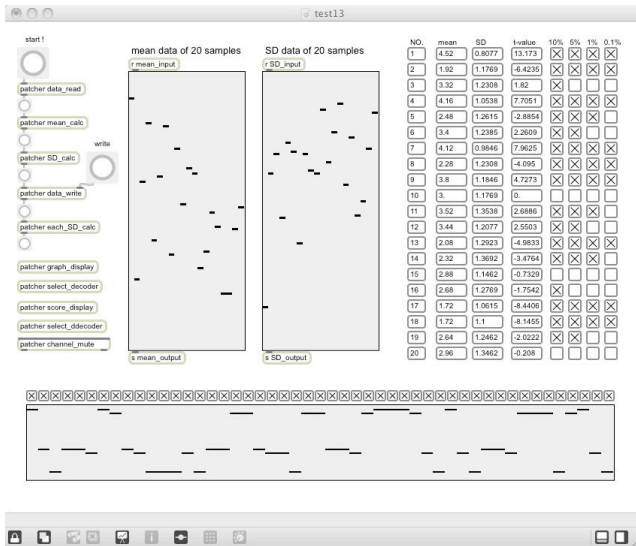 test13
start !
mean data of 20 samples
SD data of 20 samples
r mean_input
r SD_input
patcher data_read
patcher mean_calc
write
patcher SD_calc
patcher data_write
patcher each_SD_calc
patcher graph_display
patcher select_decoder
patcher score_display
patcher select_ddecoder
patcher channel_mute
s mean_output
s SD_output
NO. mean SD t-value 10% 5% 1% 0.1%
1 4.52 0.8077 13.173
2 1.92 1.1769 -6.4235
3 3.32 1.2308 1.82
4 4.16 1.0538 7.7051
5 2.48 1.2615 -2.8854
6 3.4 1.2385 2.2609
7 4.12 0.9846 7.9625
8 2.28 1.2308 -4.095
9 3.8 1.1846 4.7273
10 3. 1.1769 0.
11 3.52 1.3538 2.6886
12 3.44 1.2077 2.5503
13 2.08 1.2923 -4.9833
14 2.32 1.3692 -3.4764
15 2.88 1.1462 -0.7329
16 2.68 1.2769 -1.7542
17 1.72 1.0615 -8.4406
18 1.72 1.1 -8.1455
19 2.64 1.2462 -2.0222
20 2.96 1.3462 -0.208